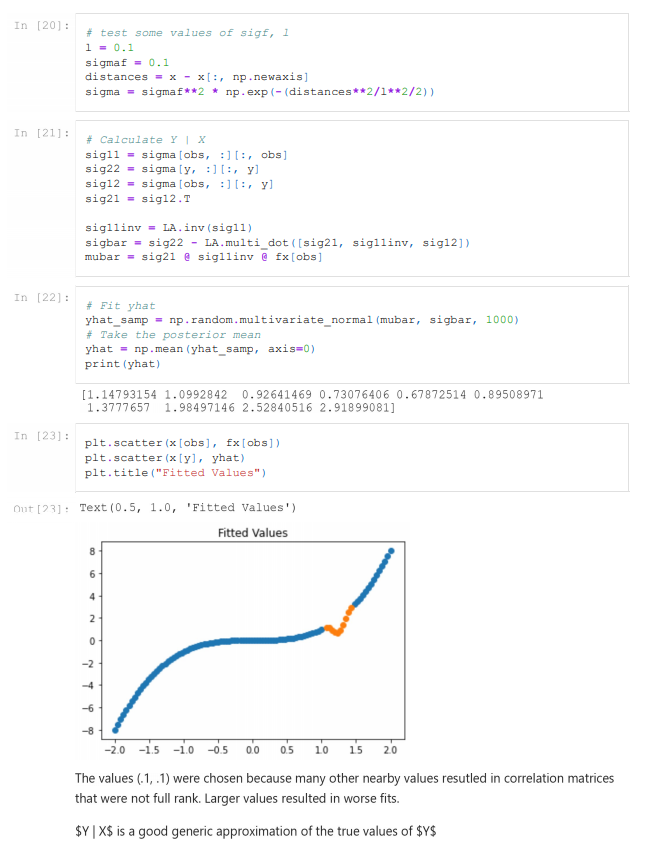 In [20]:
# test some values of sigf, l
l = 0.1
sigmaf = 0.1
distances = x - x[:, np.newaxis]
sigma = sigmaf**2 * np.exp(-(distances**2/l**2/2))
In [21]:
# Calculate Y | X
sig11 = sigma[obs, :][:, obs]
sig22 = sigma[y, :][:, y]
sig12 = sigma[obs, :][:, y]
sig21 = sig12.T
sig11inv = LA.inv(sig11)
sigbar = sig22 - LA.multi_dot([sig21, sig11inv, sig12])
mubar = sig21 @ sig11inv @ fx[obs]
In [22]:
# Fit yhat
yhat_samp = np.random.multivariate_normal(mubar, sigbar, 1000)
# Take the posterior mean
yhat = np.mean(yhat_samp, axis=0)
print(yhat)
[1.14793154 1.0992842  0.92641469 0.73076406 0.67872514 0.89508971
 1.3777657  1.98497146 2.52840516 2.91899081]
In [23]:
plt.scatter(x[obs], fx[obs])
plt.scatter(x[y], yhat)
plt.title("Fitted Values")
Out[23]: Text(0.5, 1.0, 'Fitted Values')
Fitted Values
8
6
4
2
0
−2
−4
−6
−8
−2.0 −1.5 −1.0 −0.5 0.0 0.5 1.0 1.5 2.0
The values (.1, .1) were chosen because many other nearby values resutled in correlation matrices
that were not full rank. Larger values resulted in worse fits.
$Y | X$ is a good generic approximation of the true values of $Y$